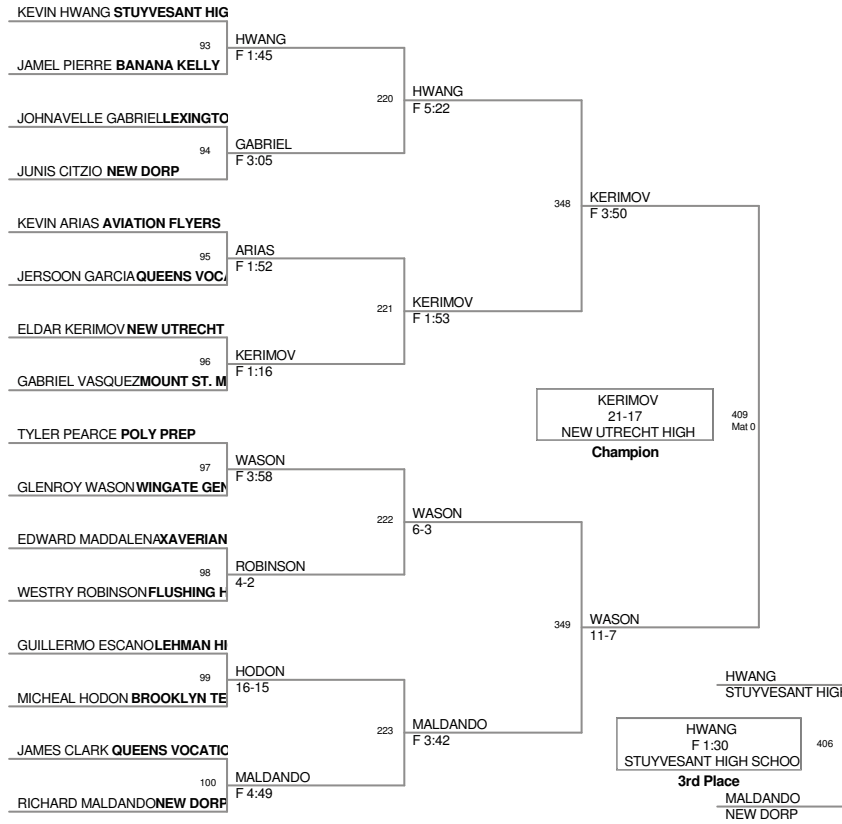 KEVIN HWANG STUYVESANT HIG
93
JAMEL PIERRE BANANA KELLY
HWANG
F 1:45
JOHNAVELLE GABRIEL LEXINGTO
94
JUNIS CITZIO NEW DORP
GABRIEL
F 3:05
220
HWANG
F 5:22
KEVIN ARIAS AVIATION FLYERS
95
JERSOON GARCIA QUEENS VOCA
ARIAS
F 1:52
ELDAR KERIMOV NEW UTRECHT
96
GABRIEL VASQUEZ MOUNT ST. M
KERIMOV
F 1:16
221
KERIMOV
F 1:53
348
KERIMOV
F 3:50
TYLER PEARCE POLY PREP
97
GLENROY WASON WINGATE GEN
WASON
F 3:58
EDWARD MADDALENA XAVERIAN
98
WESTRY ROBINSON FLUSHING H
ROBINSON
4-2
222
WASON
6-3
GUILLERMO ESCANO LEHMAN HI
99
MICHEAL HODON BROOKLYN TE
HODON
16-15
JAMES CLARK QUEENS VOCATIO
100
RICHARD MALDANDO NEW DORP
MALDANDO
F 4:49
223
MALDANDO
F 3:42
349
WASON
11-7
KERIMOV
21-17
NEW UTRECHT HIGH
Champion
409
Mat 0
HWANG
STUYVESANT HIGH
HWANG
F 1:30
STUYVESANT HIGH SCHOO
3rd Place
406
MALDANDO
NEW DORP